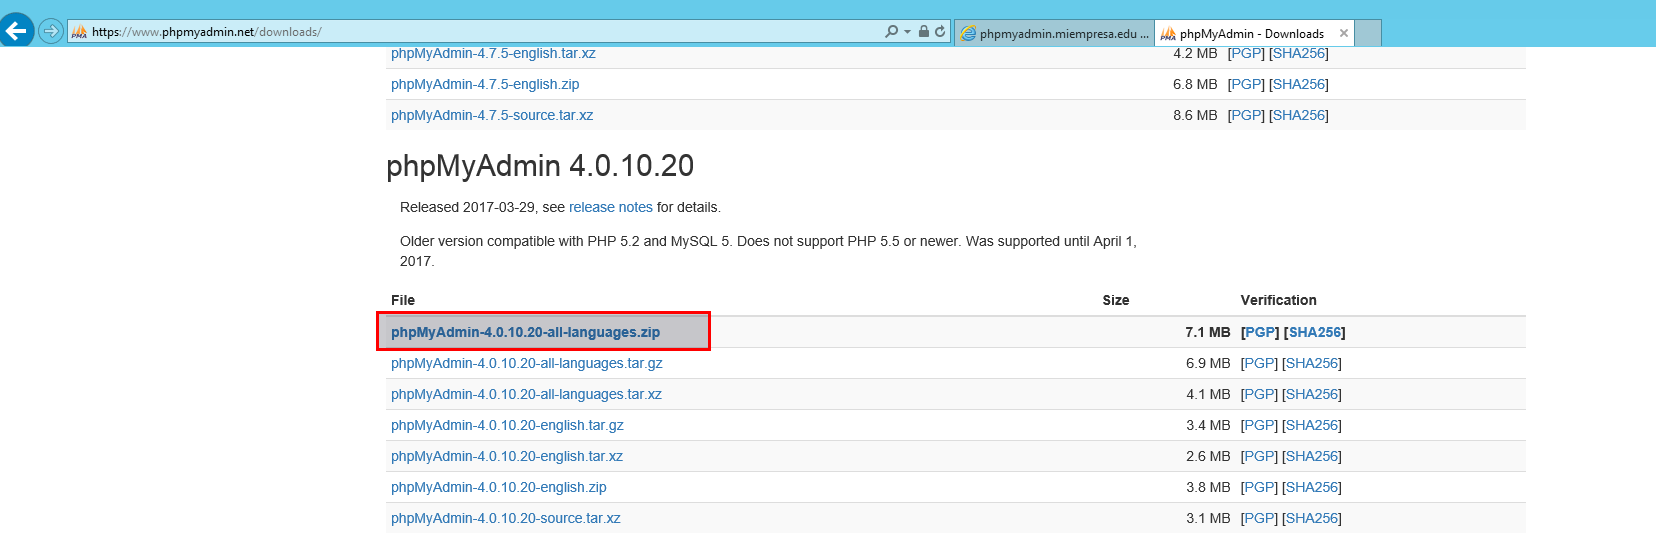 https://www.phpmyadmin.net/downloads/
phpmyadmin.miempresa.edu ...
phpMyAdmin - Downloads
phpMyAdmin-4.7.5-english.tar.xz 4.2 MB [PGP] [SHA256]
phpMyAdmin-4.7.5-english.zip 6.8 MB [PGP] [SHA256]
phpMyAdmin-4.7.5-source.tar.xz 8.6 MB [PGP] [SHA256]
phpMyAdmin 4.0.10.20
Released 2017-03-29, see release notes for details.
Older version compatible with PHP 5.2 and MySQL 5. Does not support PHP 5.5 or newer. Was supported until April 1,
2017.
File Size Verification
phpMyAdmin-4.0.10.20-all-languages.zip 7.1 MB [PGP] [SHA256]
phpMyAdmin-4.0.10.20-all-languages.tar.gz 6.9 MB [PGP] [SHA256]
phpMyAdmin-4.0.10.20-all-languages.tar.xz 4.1 MB [PGP] [SHA256]
phpMyAdmin-4.0.10.20-english.tar.gz 3.4 MB [PGP] [SHA256]
phpMyAdmin-4.0.10.20-english.tar.xz 2.6 MB [PGP] [SHA256]
phpMyAdmin-4.0.10.20-english.zip 3.8 MB [PGP] [SHA256]
phpMyAdmin-4.0.10.20-source.tar.xz 3.1 MB [PGP] [SHA256]